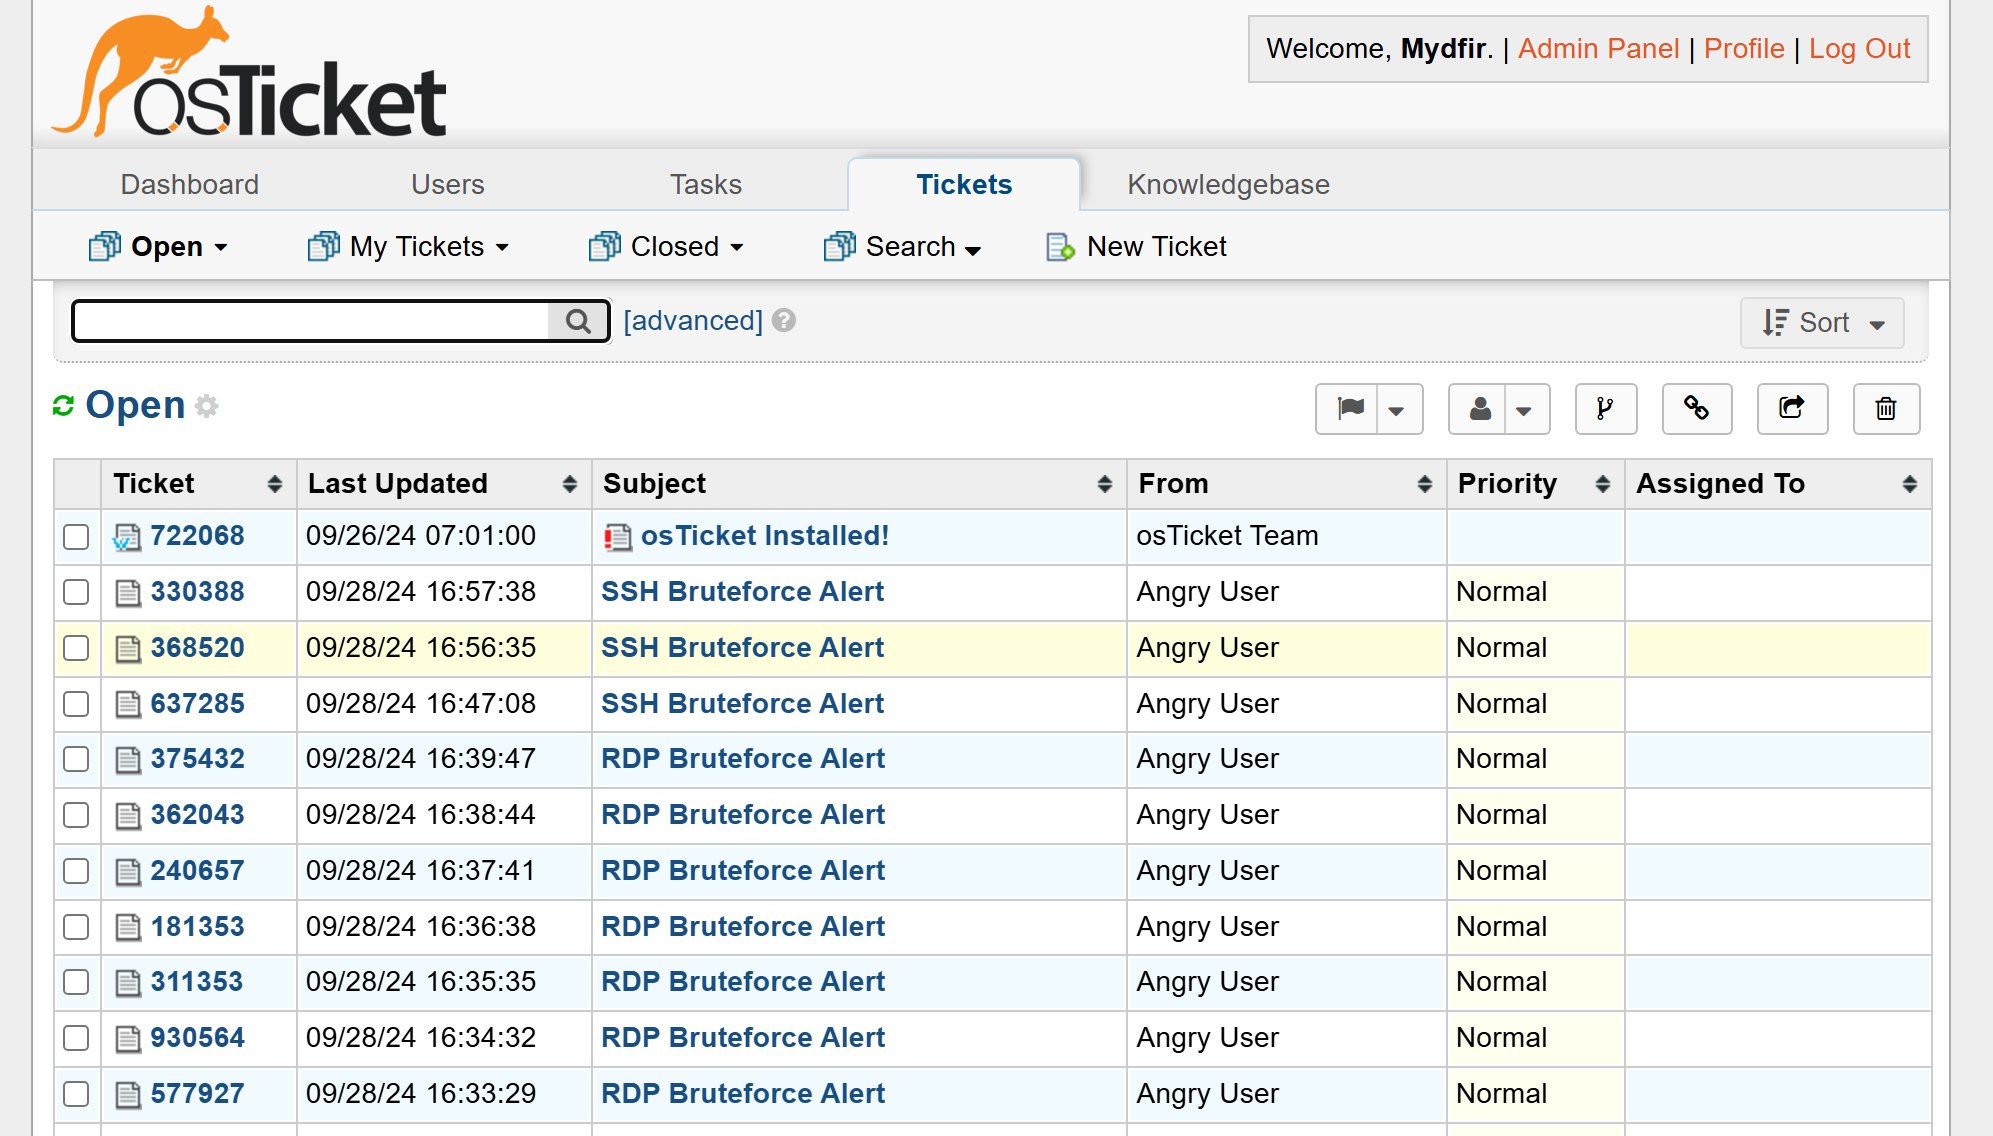 osTicket
Welcome, Mydfir. | Admin Panel | Profile | Log Out
Dashboard Users Tasks Tickets Knowledgebase
Open My Tickets Closed Search New Ticket
[advanced] ? Sort
Open
Ticket Last Updated Subject From Priority Assigned To
722068 09/26/24 07:01:00 osTicket Installed! osTicket Team
330388 09/28/24 16:57:38 SSH Bruteforce Alert Angry User Normal
368520 09/28/24 16:56:35 SSH Bruteforce Alert Angry User Normal
637285 09/28/24 16:47:08 SSH Bruteforce Alert Angry User Normal
375432 09/28/24 16:39:47 RDP Bruteforce Alert Angry User Normal
362043 09/28/24 16:38:44 RDP Bruteforce Alert Angry User Normal
240657 09/28/24 16:37:41 RDP Bruteforce Alert Angry User Normal
181353 09/28/24 16:36:38 RDP Bruteforce Alert Angry User Normal
311353 09/28/24 16:35:35 RDP Bruteforce Alert Angry User Normal
930564 09/28/24 16:34:32 RDP Bruteforce Alert Angry User Normal
577927 09/28/24 16:33:29 RDP Bruteforce Alert Angry User Normal